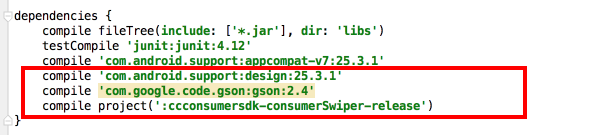 dependencies {
compile fileTree(include: ['*.jar'], dir: 'libs')
testCompile 'junit:junit:4.12'
compile 'com.android.support:appcompat-v7:25.3.1'
compile 'com.android.support:design:25.3.1'
compile 'com.google.code.gson:gson:2.4'
compile project(':ccconsumersdk-consumerSwiper-release')
}